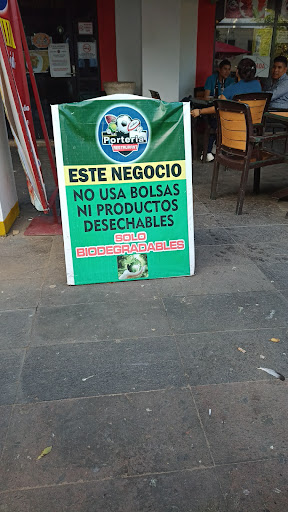 Portería
ESTE NEGOCIO
NO USA BOLSAS
NI PRODUCTOS
DESECHABLES
SOLO
BIODEGRADABLES